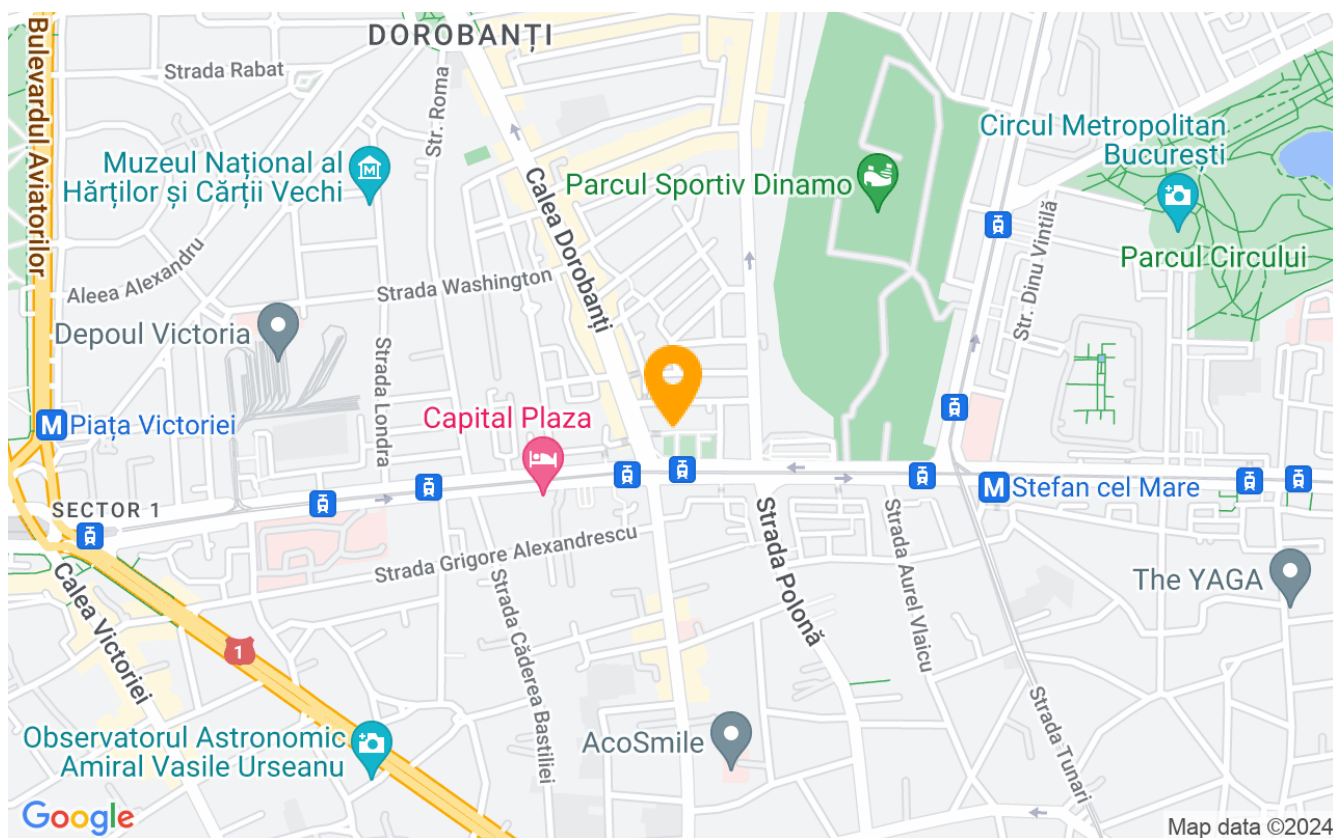 DOROBANȚI
Bulevardul Aviatorilor
Strada Rabat
Str. Roma
Muzeul Național al
Hărților și Cărții Vechi
Calea Dorobanți
Parcul Sportiv Dinamo
Circul Metropolitan
București
Parcul Circului
Str. Dinu Vintilă
Aleea Alexandru
Strada Washington
Depoul Victoria
Strada Londra
M Piața Victoriei
Capital Plaza
M Stefan cel Mare
SECTOR 1
Strada Grigore Alexandrescu
Strada Căderea Bastiliei
Strada Polonă
Strada Aurel Vlaicu
The YAGA
Calea Victoriei
1
Strada Tunari
Observatorul Astronomic
Amiral Vasile Urseanu
AcoSmile
Google
Map data ©2024